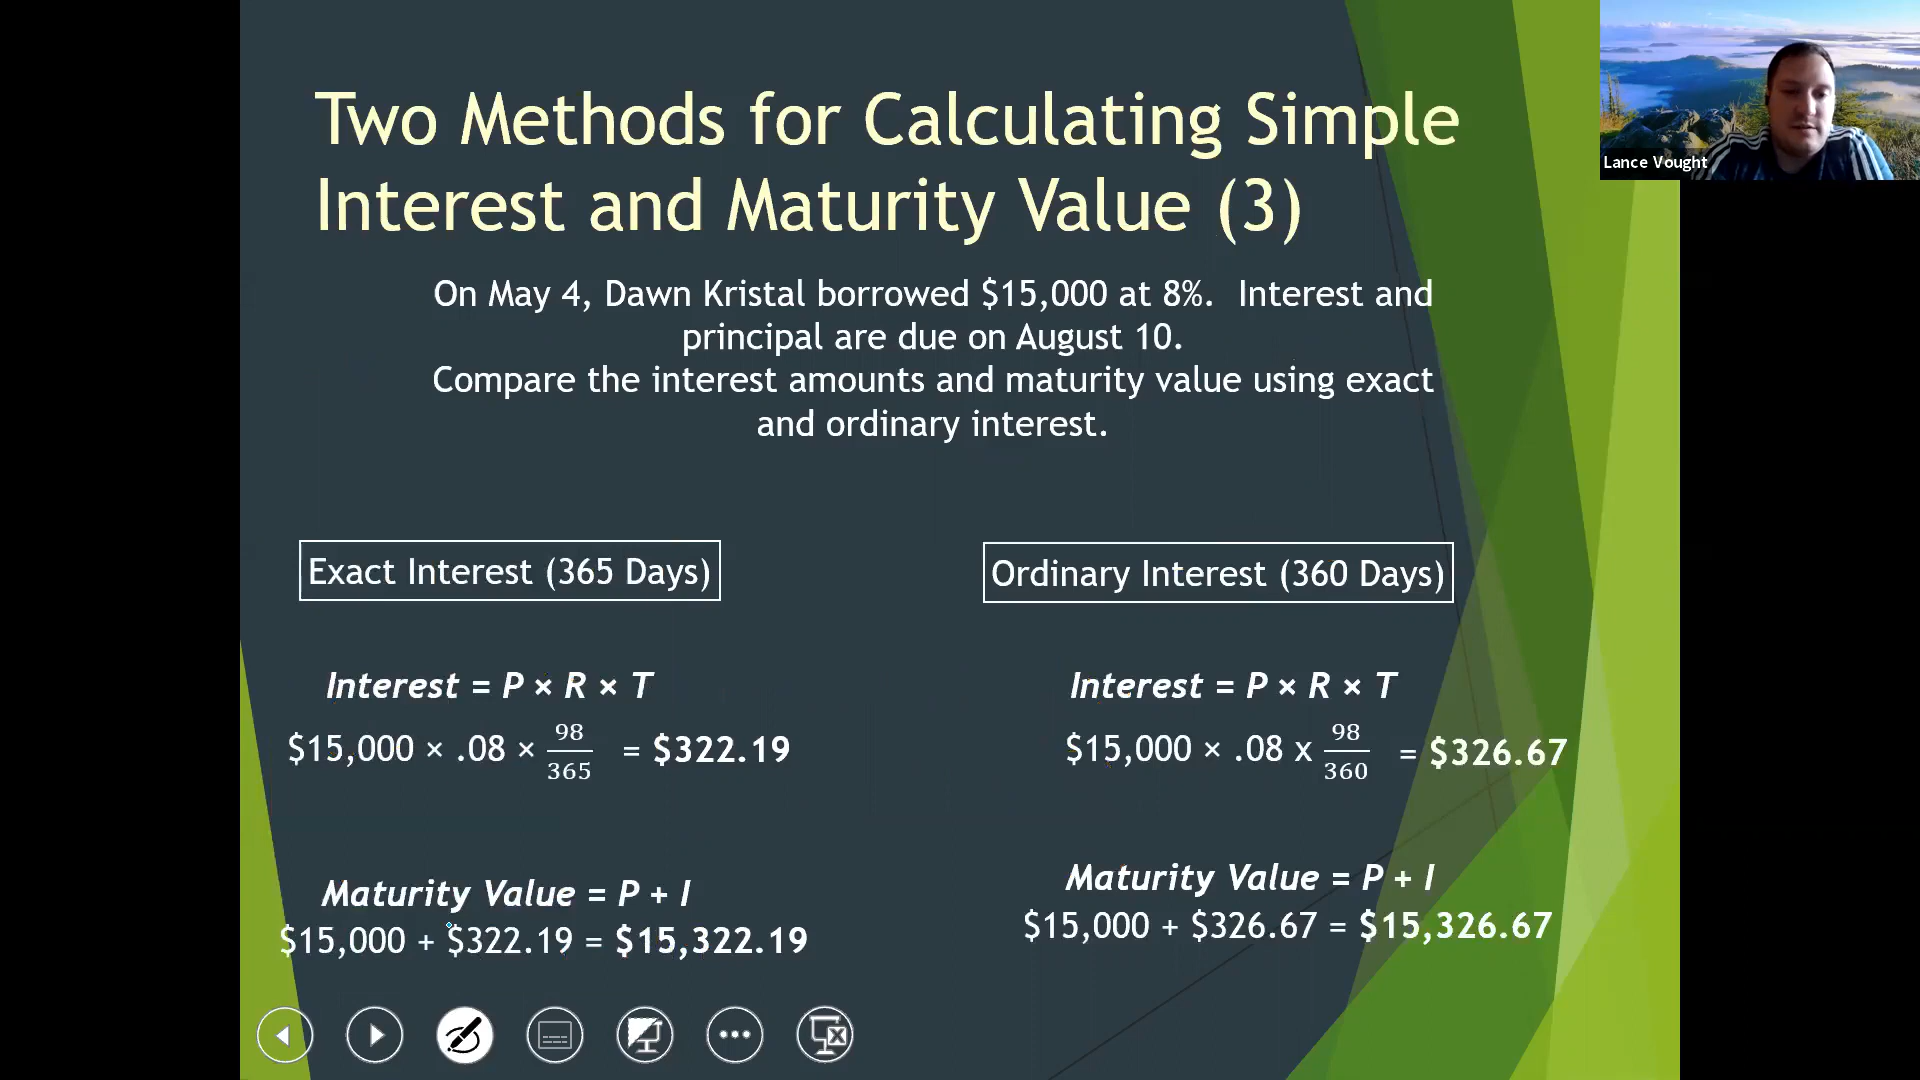 Two Methods for Calculating Simple
Interest and Maturity Value (3)
Lance Vought
On May 4, Dawn Kristal borrowed $15,000 at 8%. Interest and
principal are due on August 10.
Compare the interest amounts and maturity value using exact
and ordinary interest.
Exact Interest (365 Days)
Interest = P × R × T
$15,000 × .08 × 98/365 = $322.19
Maturity Value = P + I
$15,000 + $322.19 = $15,322.19
Ordinary Interest (360 Days)
Interest = P × R × T
$15,000 × .08 x 98/360 = $326.67
Maturity Value = P + I
$15,000 + $326.67 = $15,326.67